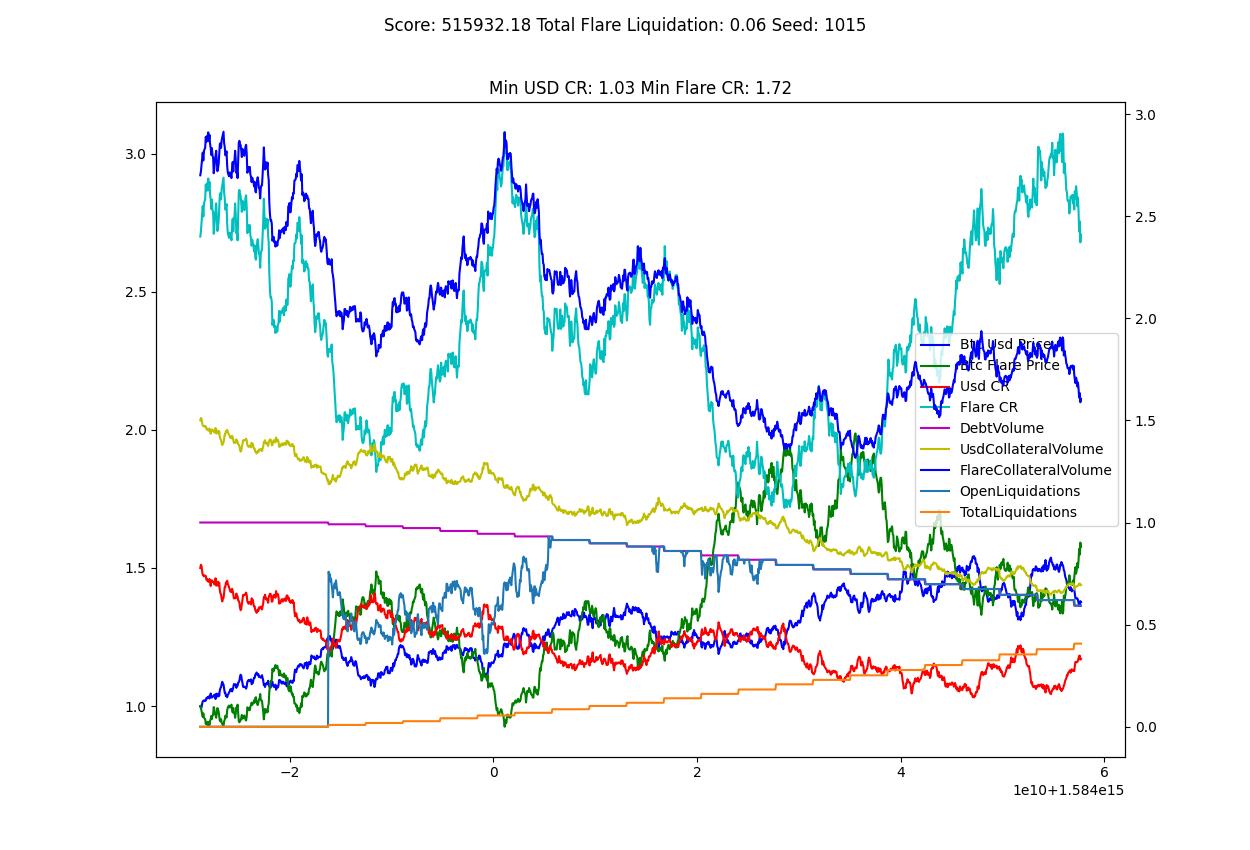 Score: 515932.18 Total Flare Liquidation: 0.06 Seed: 1015
Min USD CR: 1.03 Min Flare CR: 1.72
3.0
2.5
2.0
1.5
1.0
3.0
2.5
2.0
1.5
1.0
0.5
0.0
Btc Usd Price
Btc Flare Price
Usd CR
Flare CR
DebtVolume
UsdCollateralVolume
FlareCollateralVolume
OpenLiquidations
TotalLiquidations
−2 0 2 4 6
1e10+1.584e15